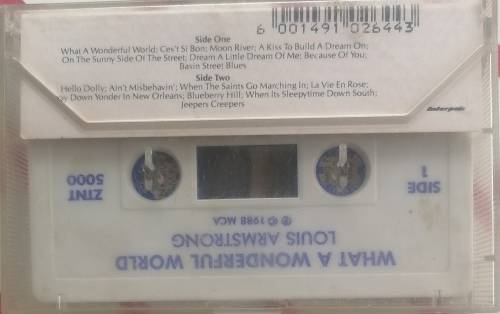 6 001491 026443
Side One
What A Wonderful World; Ces't Si Bon; Moon River; A Kiss To Build A Dream On;
On The Sunny Side Of The Street; Dream A Little Dream Of Me; Because Of You;
Basin Street Blues
Side Two
Hello Dolly; Ain't Misbehavin'; When The Saints Go Marching In; La Vie En Rose;
Down Yonder In New Orleans; Blueberry Hill; When Its Sleepytime Down South;
Jeepers Creepers
WHAT A WONDERFUL WORLD
LOUIS ARMSTRONG
℗ © 1988 MCA
SIDE
1
ZTNT
5000